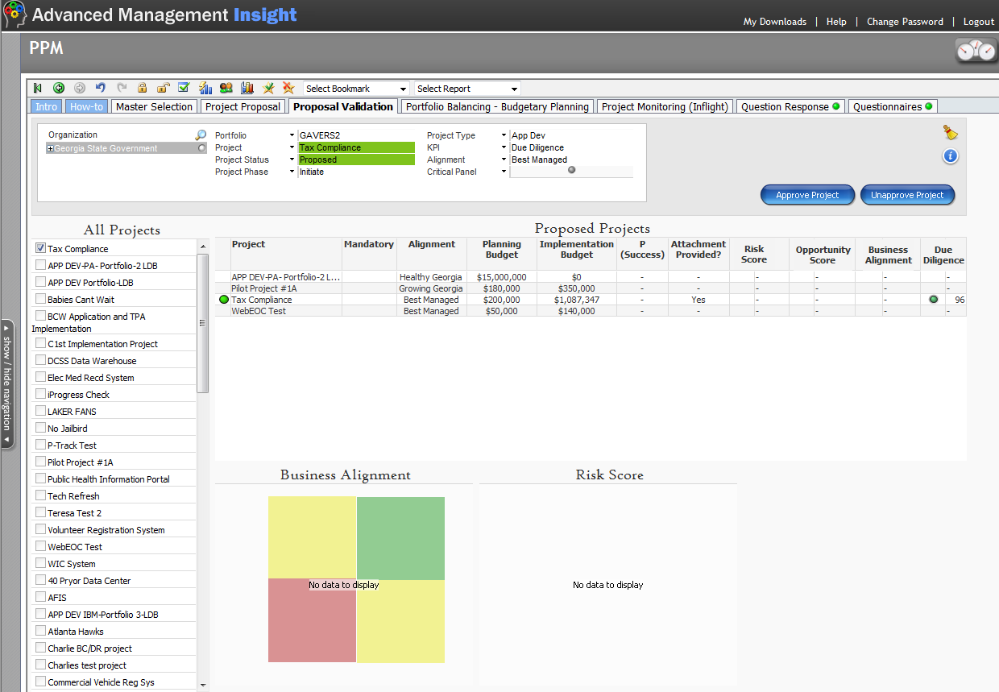 Advanced Management Insight
My Downloads | Help | Change Password | Logout
PPM
Select Bookmark Select Report
Intro How-to Master Selection Project Proposal Proposal Validation Portfolio Balancing - Budgetary Planning Project Monitoring (Inflight) Question Response Questionnaires
Organization
Georgia State Government
Portfolio GAVERS2
Project Tax Compliance
Project Status Proposed
Project Phase Initiate
Project Type App Dev
KPI Due Diligence
Alignment Best Managed
Critical Panel
Approve Project Unapprove Project
show / hide navigation
All Projects
Tax Compliance
APP DEV-PA- Portfolio-2 LDB
APP DEV Portfolio-LDB
Babies Cant Wait
BCW Application and TPA
Implementation
C1st Implementation Project
DCSS Data Warehouse
Elec Med Recd System
iProgress Check
LAKER FANS
No Jailbird
P-Track Test
Pilot Project #1A
Public Health Information Portal
Tech Refresh
Teresa Test 2
Volunteer Registration System
WebEOC Test
WIC System
40 Pryor Data Center
AFIS
APP DEV IBM-Portfolio 3-LDB
Atlanta Hawks
Charlie BC/DR project
Charlies test project
Commercial Vehicle Reg Sys
Proposed Projects
Project Mandatory Alignment Planning Budget Implementation Budget P (Success) Attachment Provided? Risk Score Opportunity Score Business Alignment Due Diligence
APP DEV-PA- Portfolio-2 L... Healthy Georgia $15,000,000 $0 - - - - - -
Pilot Project #1A Growing Georgia $180,000 $350,000 - - - - - -
Tax Compliance Best Managed $200,000 $1,087,347 - Yes - - - 96
WebEOC Test Best Managed $50,000 $140,000 - - - - - -
Business Alignment
No data to display
Risk Score
No data to display